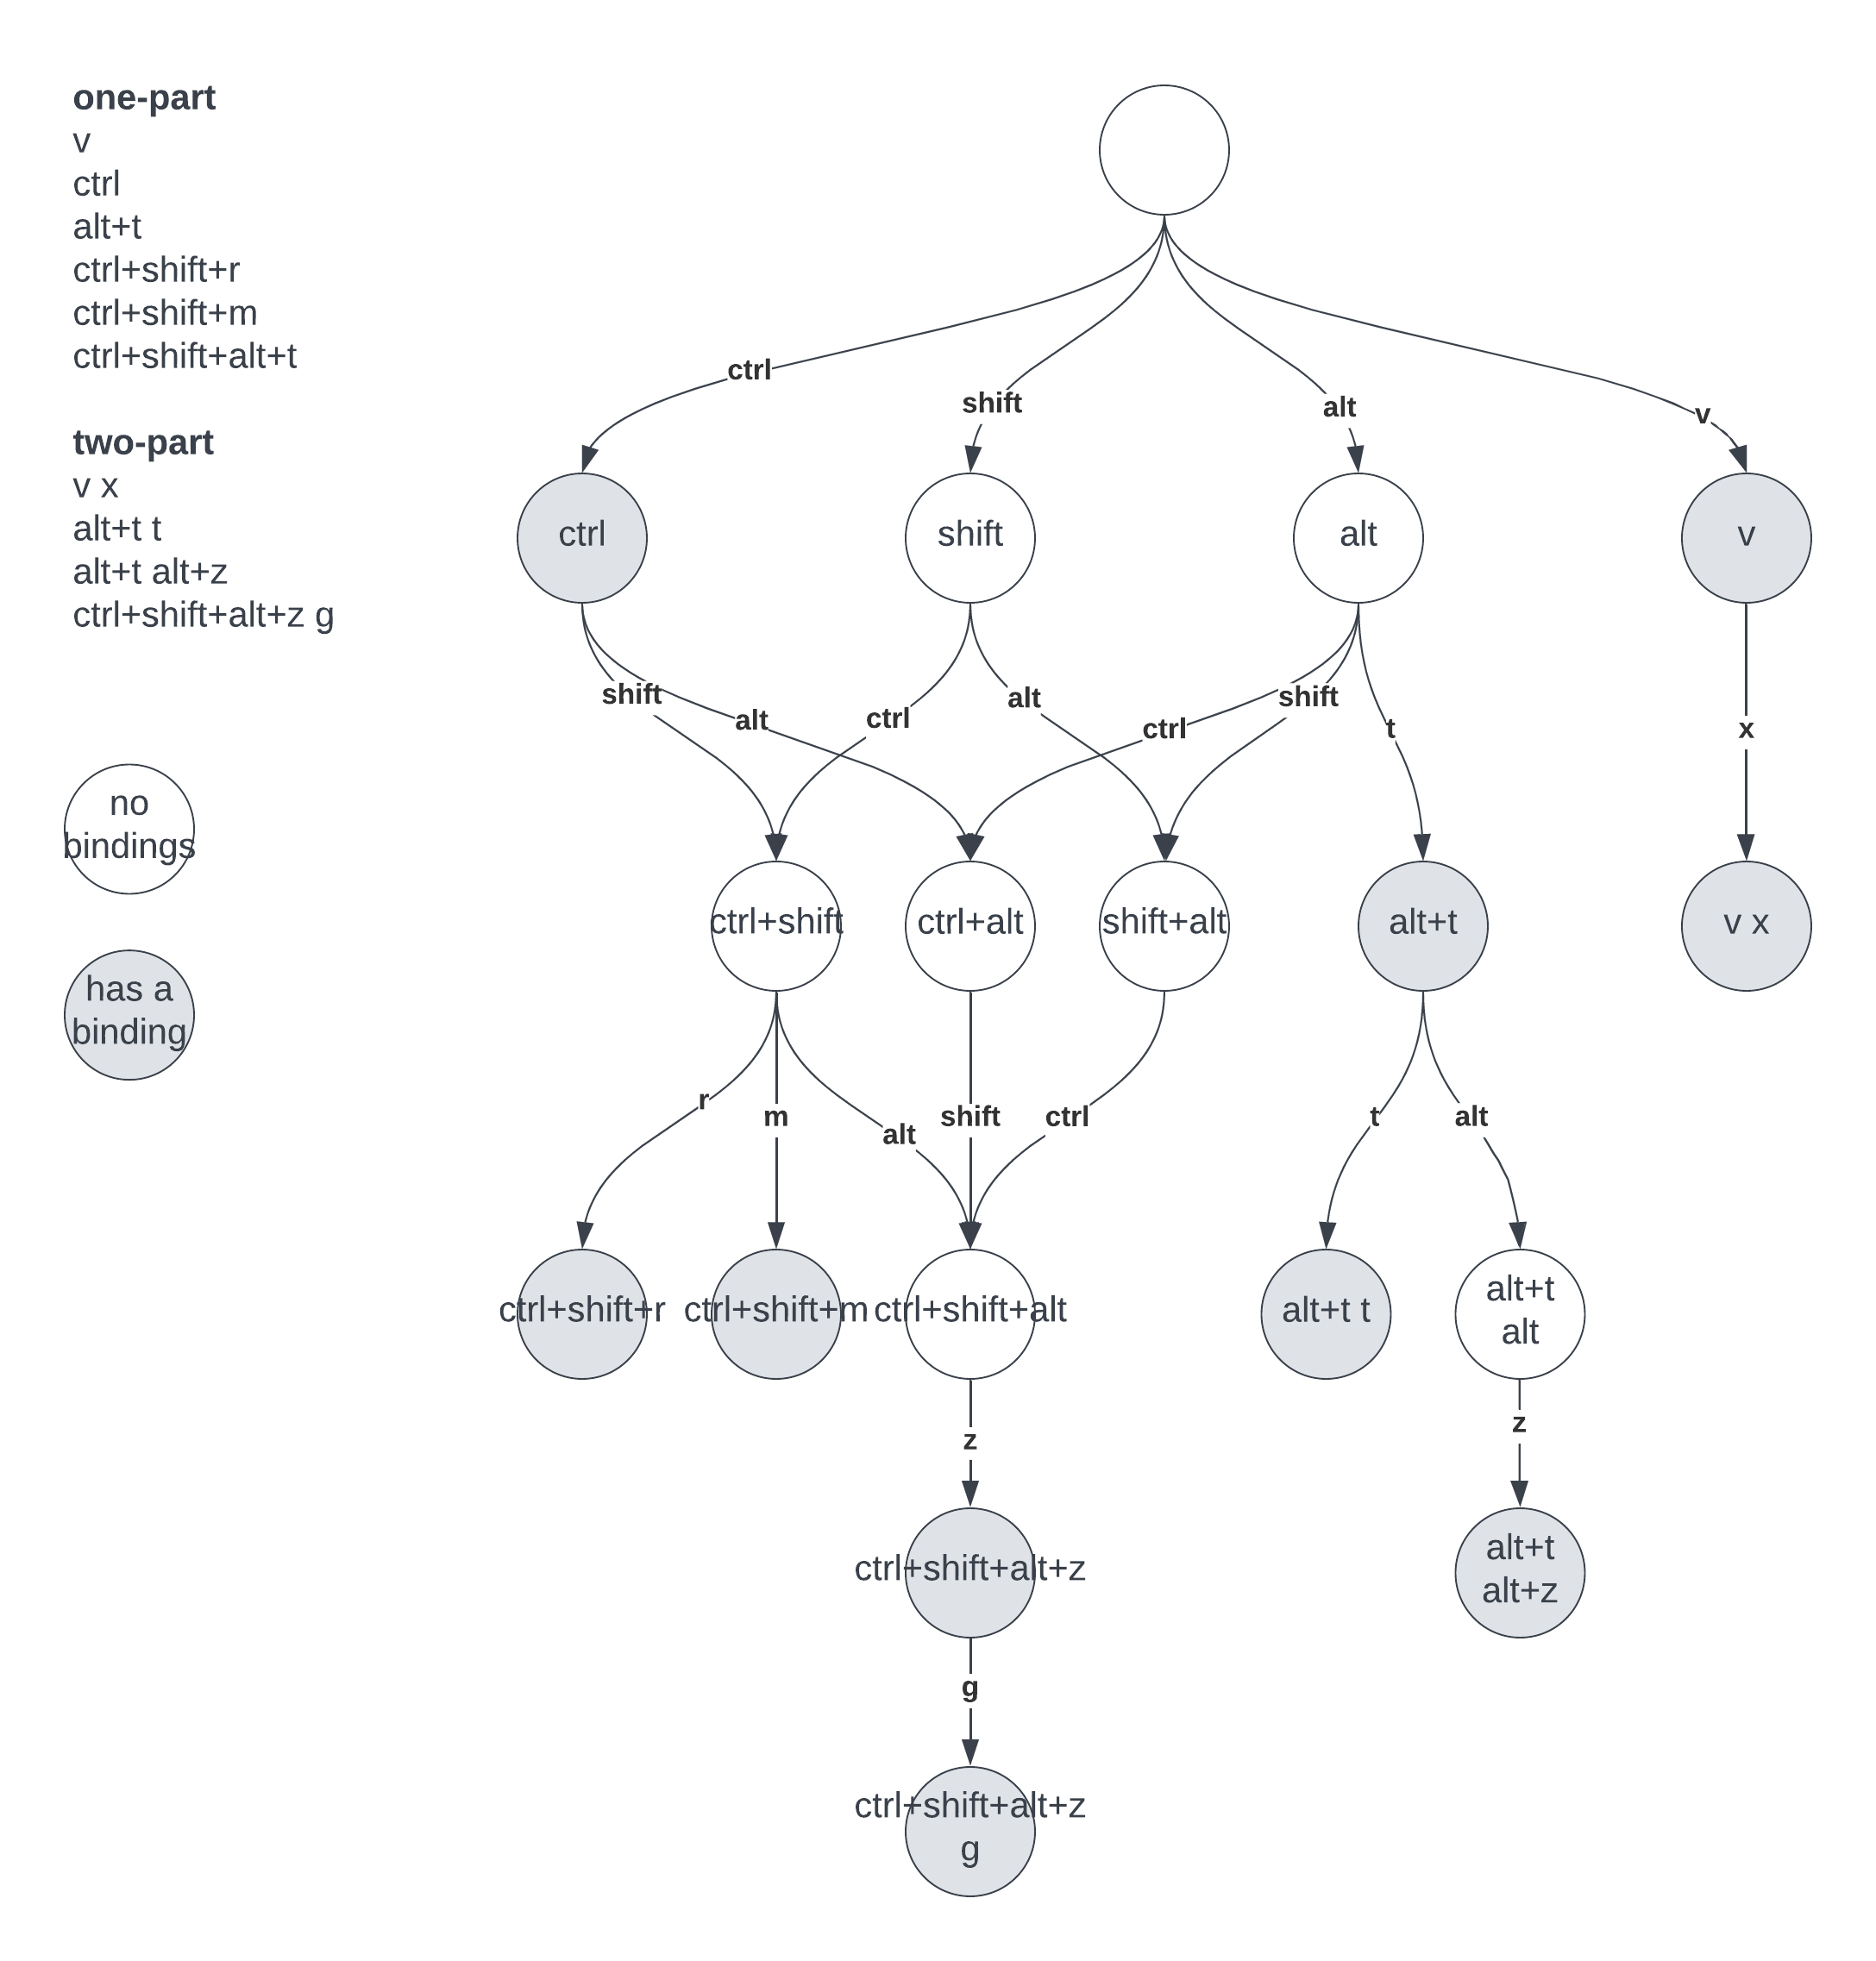 one-part
v
ctrl
alt+t
ctrl+shift+r
ctrl+shift+m
ctrl+shift+alt+t
two-part
v x
alt+t t
alt+t alt+z
ctrl+shift+alt+z g
no
bindings
has a
binding
ctrl
shift
alt
v
ctrl
shift
alt
v
shift
alt
ctrl
alt
ctrl
shift
t
x
ctrl+shift
ctrl+alt
shift+alt
alt+t
v x
r
m
alt
shift
ctrl
t
alt
ctrl+shift+r
ctrl+shift+m
ctrl+shift+alt
alt+t t
alt+t
alt
z
z
ctrl+shift+alt+z
alt+t
alt+z
g
ctrl+shift+alt+z
g